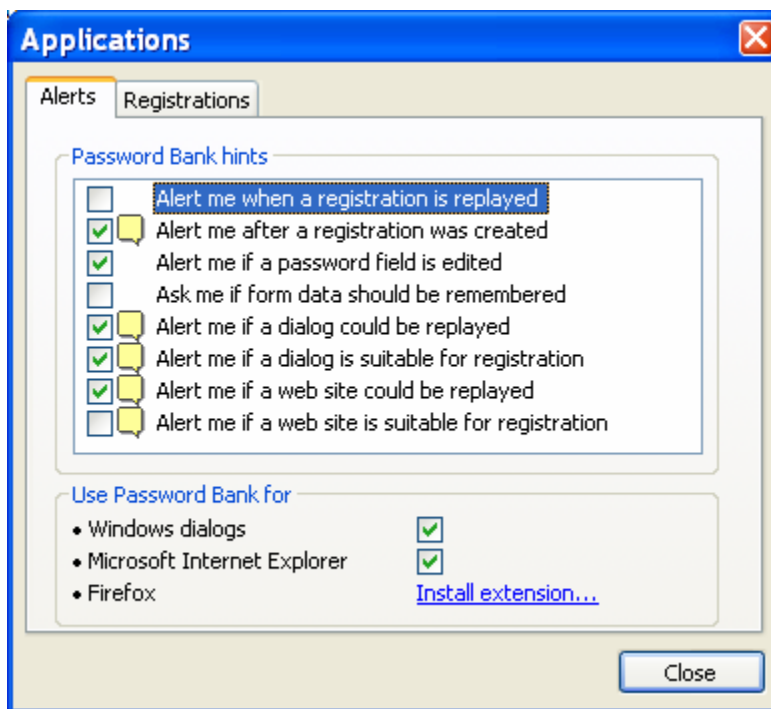 Applications
Alerts Registrations
Password Bank hints
Alert me when a registration is replayed
Alert me after a registration was created
Alert me if a password field is edited
Ask me if form data should be remembered
Alert me if a dialog could be replayed
Alert me if a dialog is suitable for registration
Alert me if a web site could be replayed
Alert me if a web site is suitable for registration
Use Password Bank for
• Windows dialogs
• Microsoft Internet Explorer
• Firefox Install extension...
Close